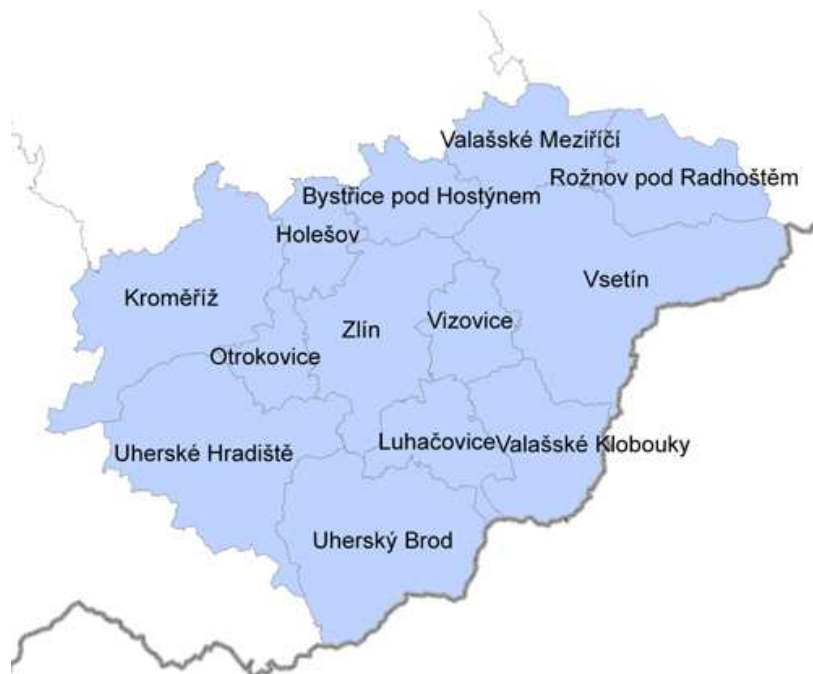 Valašské Meziříčí
Rožnov pod Radhoštěm
Bystřice pod Hostýnem
Holešov
Vsetín
Kroměříž
Vizovice
Zlín
Otrokovice
Luhačovice
Valašské Klobouky
Uherské Hradiště
Uherský Brod